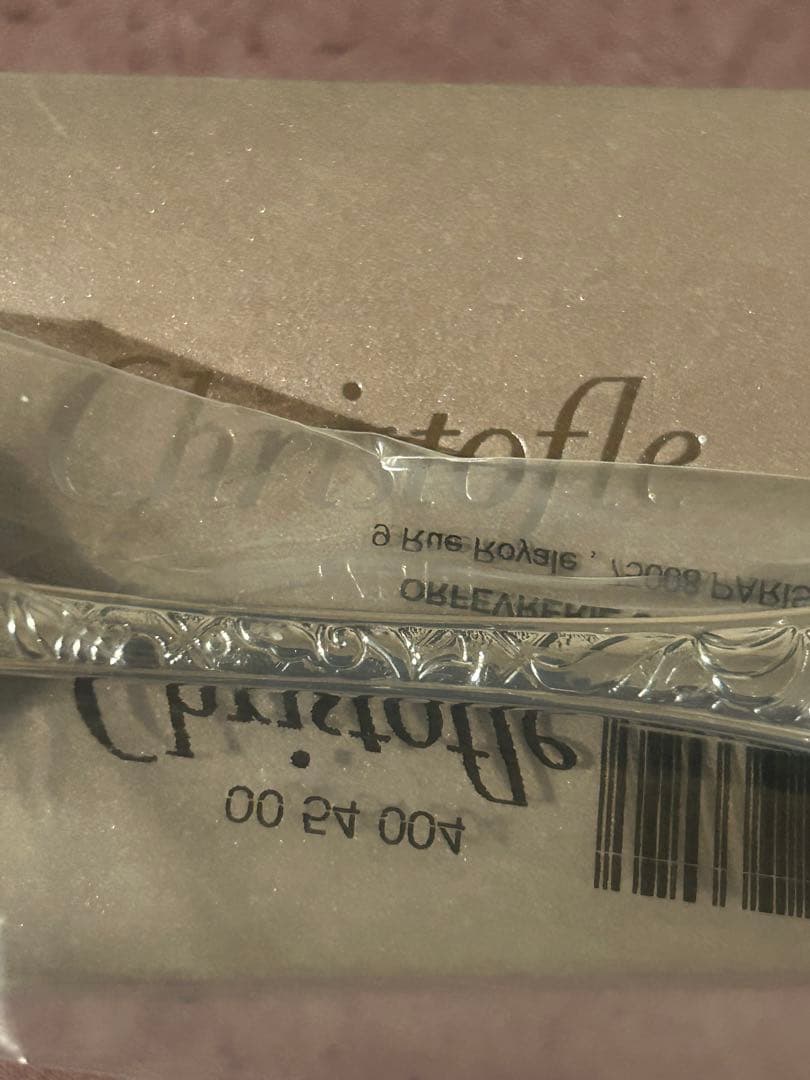 Christofle
9 Rue Royale , 75008 PARIS
ORFEVRERIE
Christofle
00 54 004